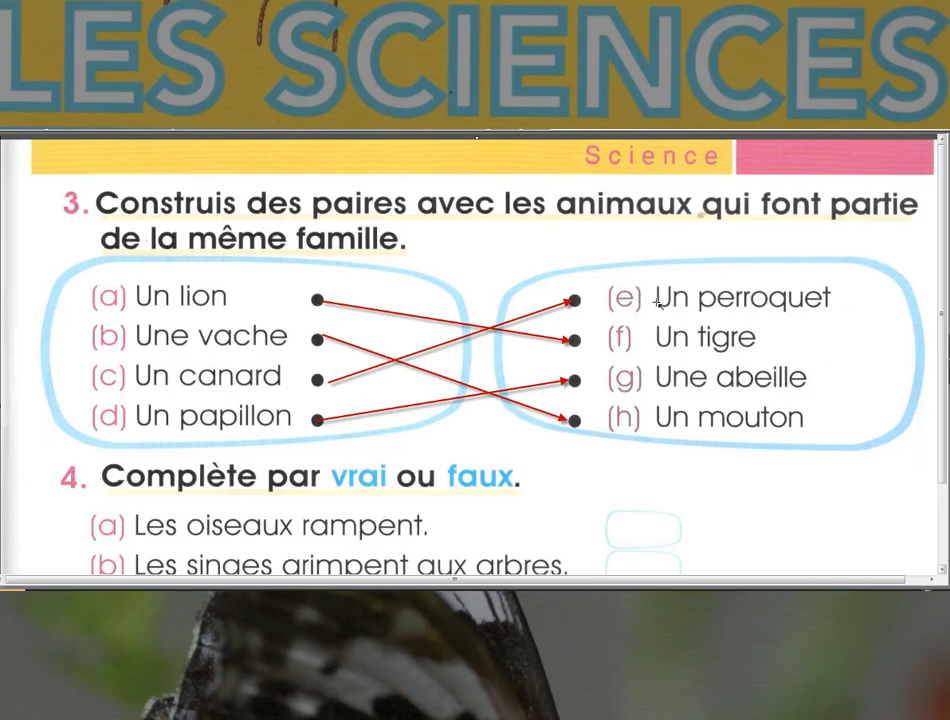 LES SCIENCES
Science
3. Construis des paires avec les animaux qui font partie
de la même famille.
(a) Un lion
(b) Une vache
(c) Un canard
(d) Un papillon
(e) Un perroquet
(f) Un tigre
(g) Une abeille
(h) Un mouton
4. Complète par vrai ou faux.
(a) Les oiseaux rampent.
(b) Les singes grimpent aux arbres.